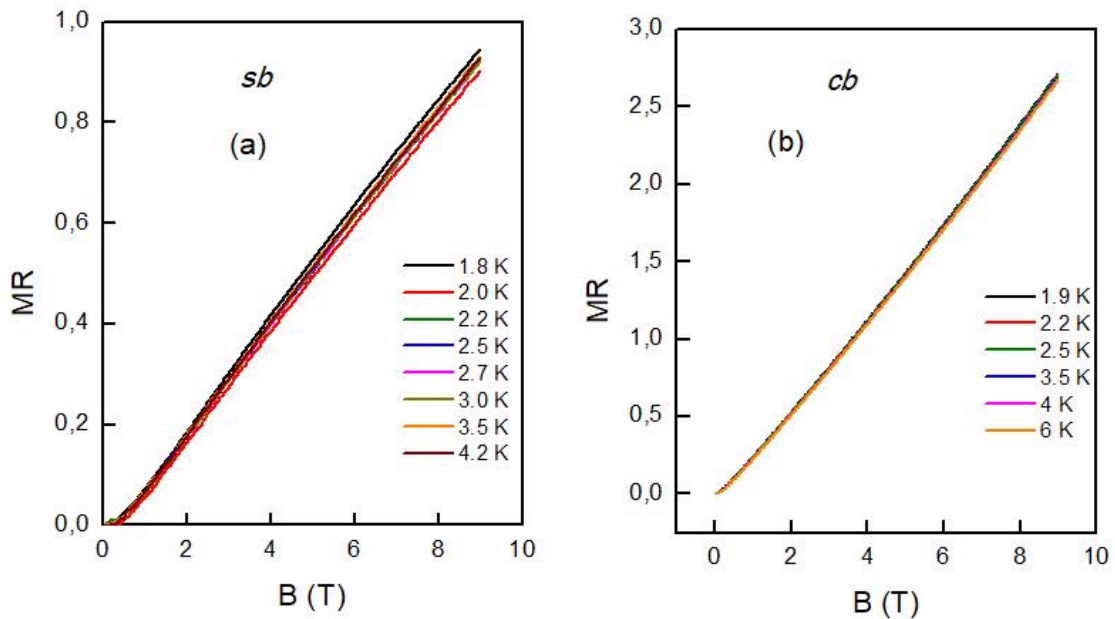 1,0
0,8
0,6
0,4
0,2
0,0
MR
sb
(a)
1.8 K
2.0 K
2.2 K
2.5 K
2.7 K
3.0 K
3.5 K
4.2 K
0 2 4 6 8 10
B (T)
3,0
2,5
2,0
1,5
1,0
0,5
0,0
MR
cb
(b)
1.9 K
2.2 K
2.5 K
3.5 K
4 K
6 K
0 2 4 6 8 10
B (T)